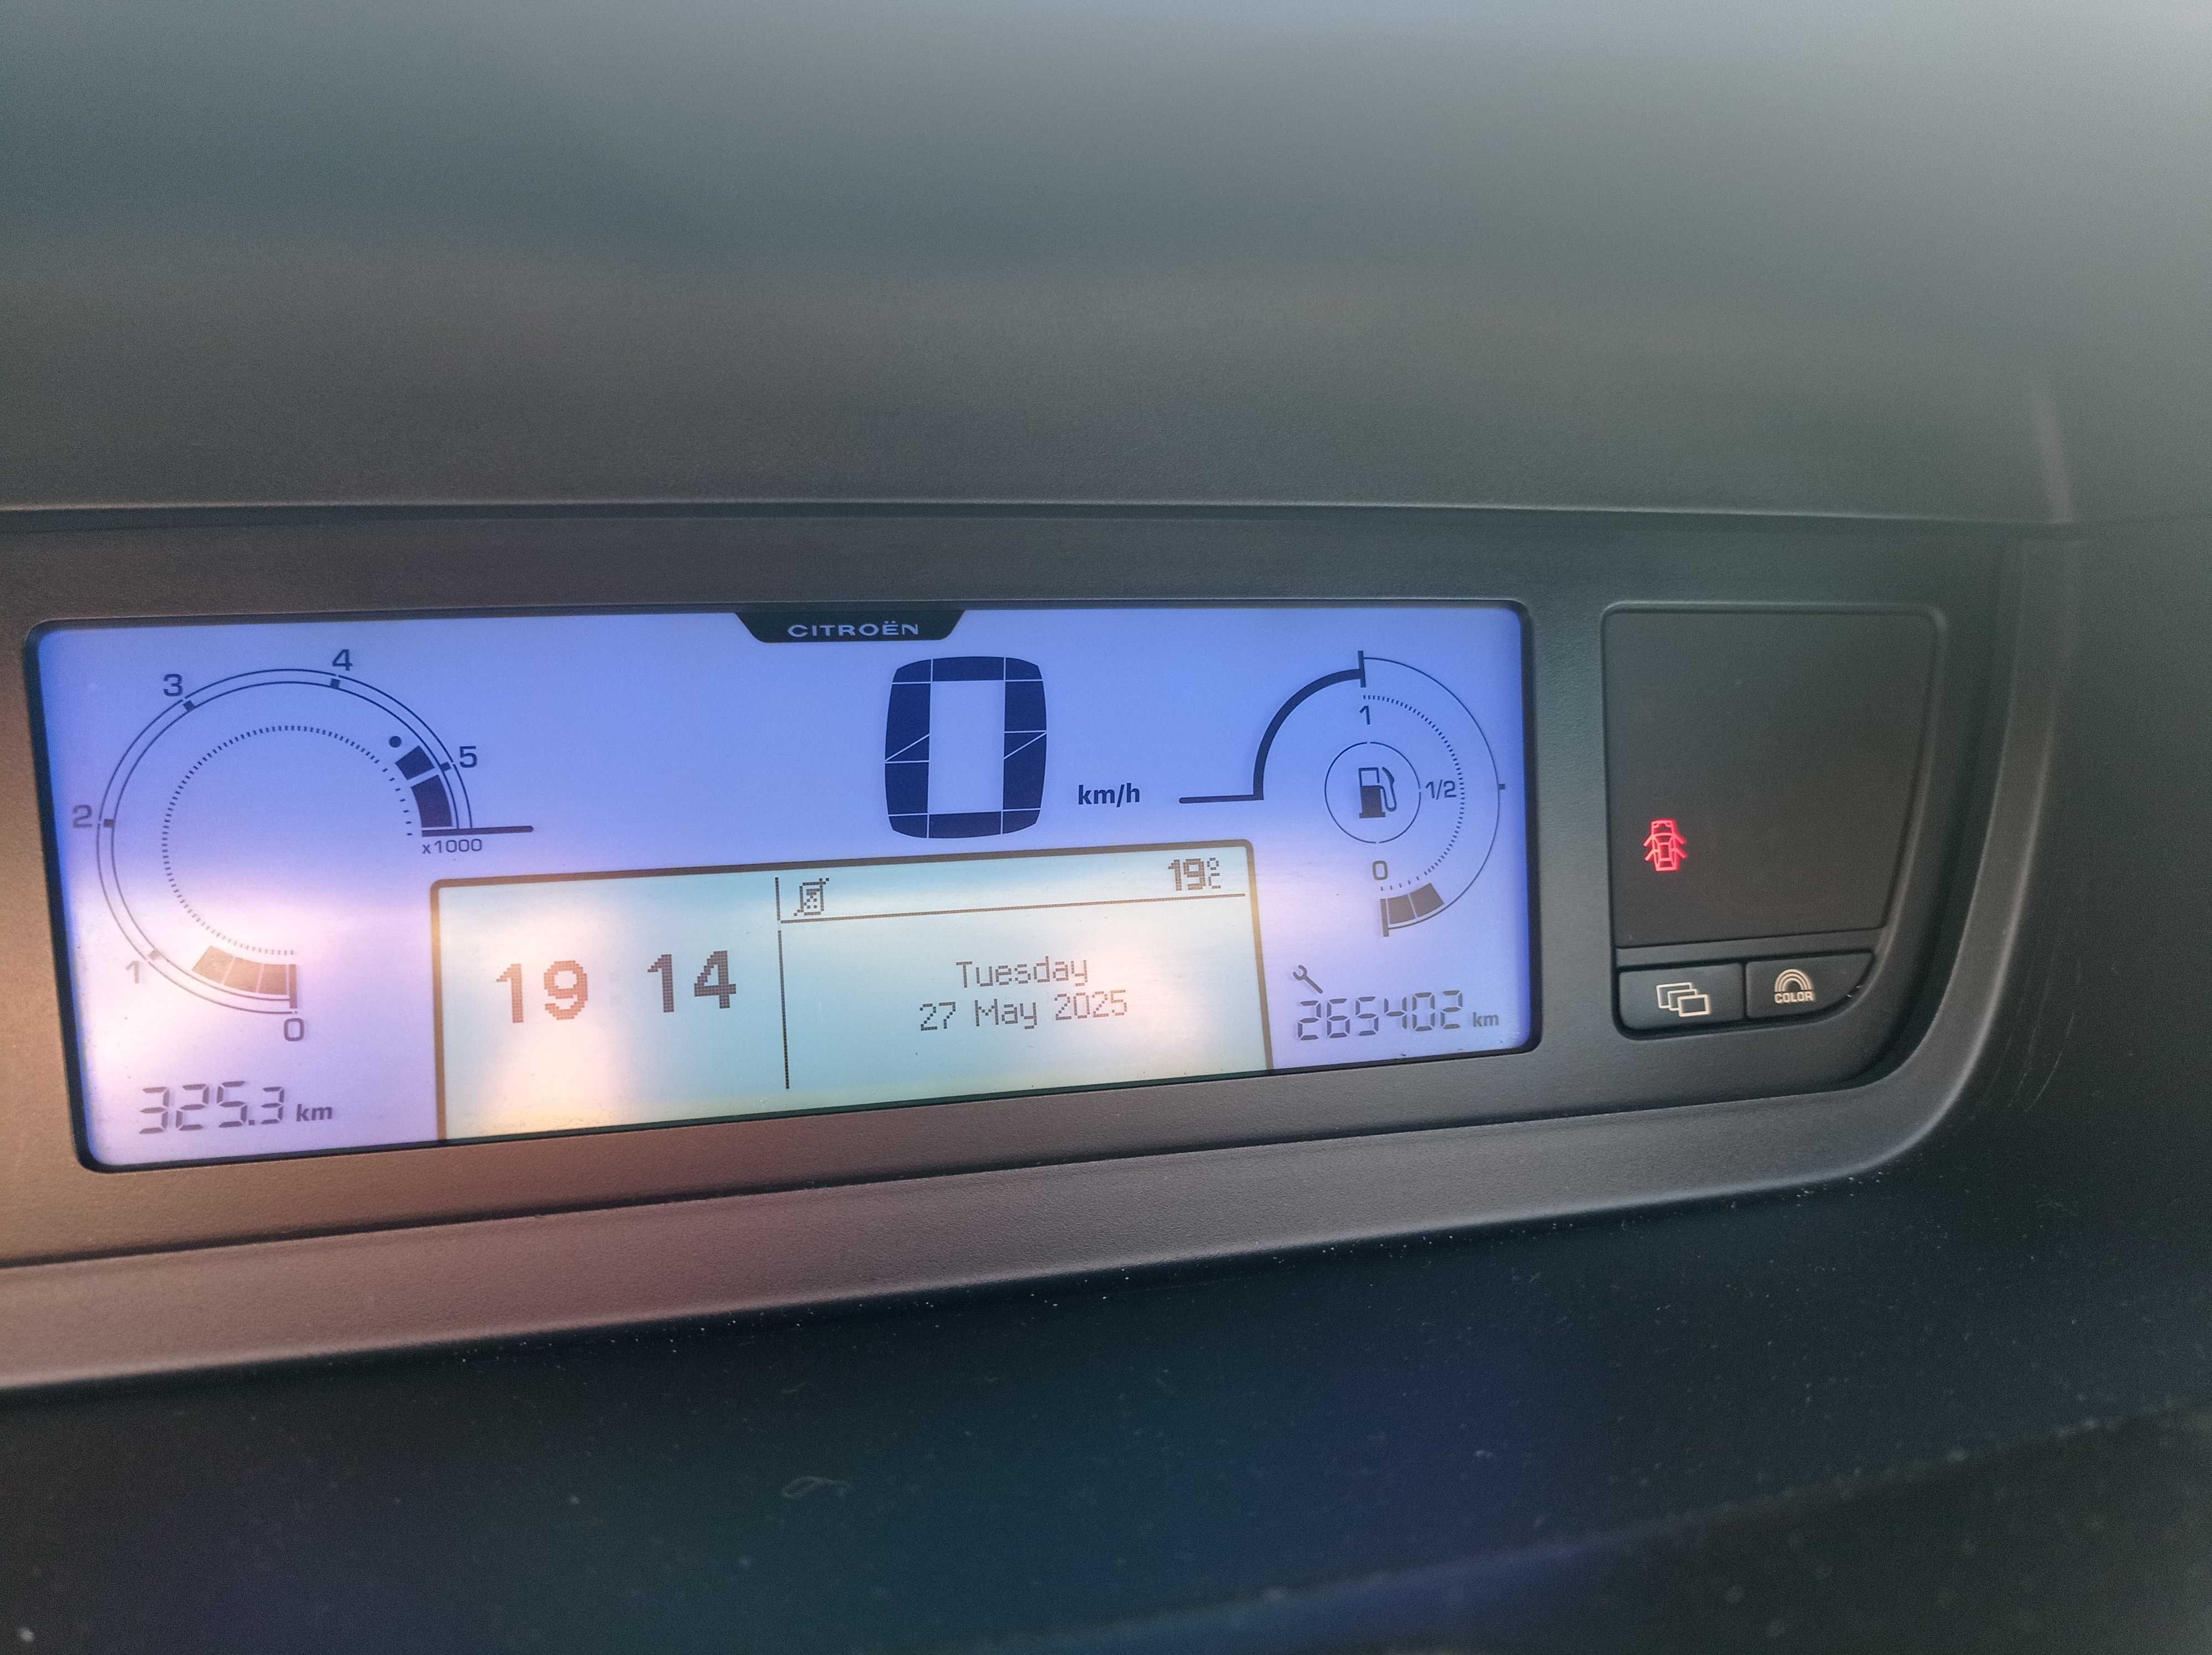 CITROËN
4
3
5
2
x1000
1
0
0 km/h
1
1/2
0
19 14
19°C
Tuesday
27 May 2025
325.3 km
265402 km
COLOR